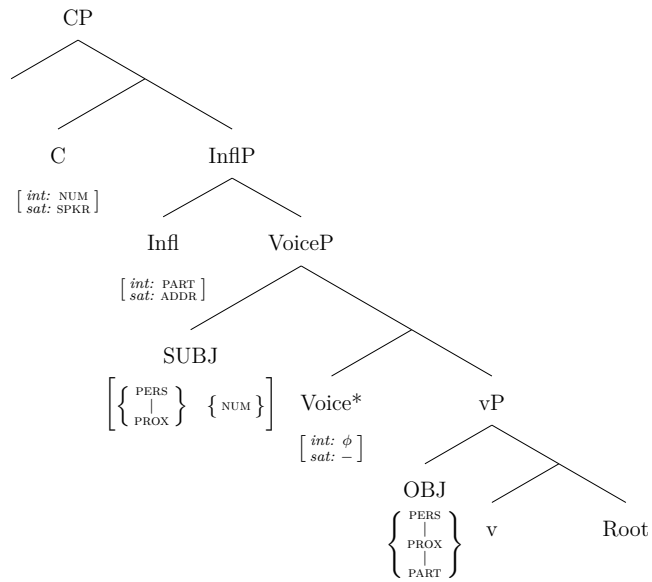 CP
C
InflP
[ int: NUM
sat: SPKR ]
Infl
VoiceP
[ int: PART
sat: ADDR ]
SUBJ
[ { PERS
|
PROX } { NUM } ]
Voice*
vP
[ int: ϕ
sat: – ]
OBJ
{ PERS
|
PROX
|
PART }
v
Root